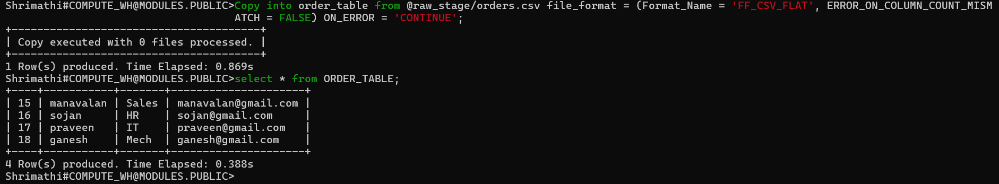 Shrimathi#COMPUTE_WH@MODULES.PUBLIC>Copy into order_table from @raw_stage/orders.csv file_format = (Format_Name = 'FF_CSV_FLAT', ERROR_ON_COLUMN_COUNT_MISM
ATCH = FALSE) ON_ERROR = 'CONTINUE';
+---------------------------------------+
| Copy executed with 0 files processed. |
+---------------------------------------+
1 Row(s) produced. Time Elapsed: 0.869s
Shrimathi#COMPUTE_WH@MODULES.PUBLIC>select * from ORDER_TABLE;
+----+-----------+-------+---------------------+
| 15 | manavalan | Sales | manavalan@gmail.com |
| 16 | sojan     | HR    | sojan@gmail.com     |
| 17 | praveen   | IT    | praveen@gmail.com   |
| 18 | ganesh    | Mech  | ganesh@gmail.com    |
+----+-----------+-------+---------------------+
4 Row(s) produced. Time Elapsed: 0.388s
Shrimathi#COMPUTE_WH@MODULES.PUBLIC>